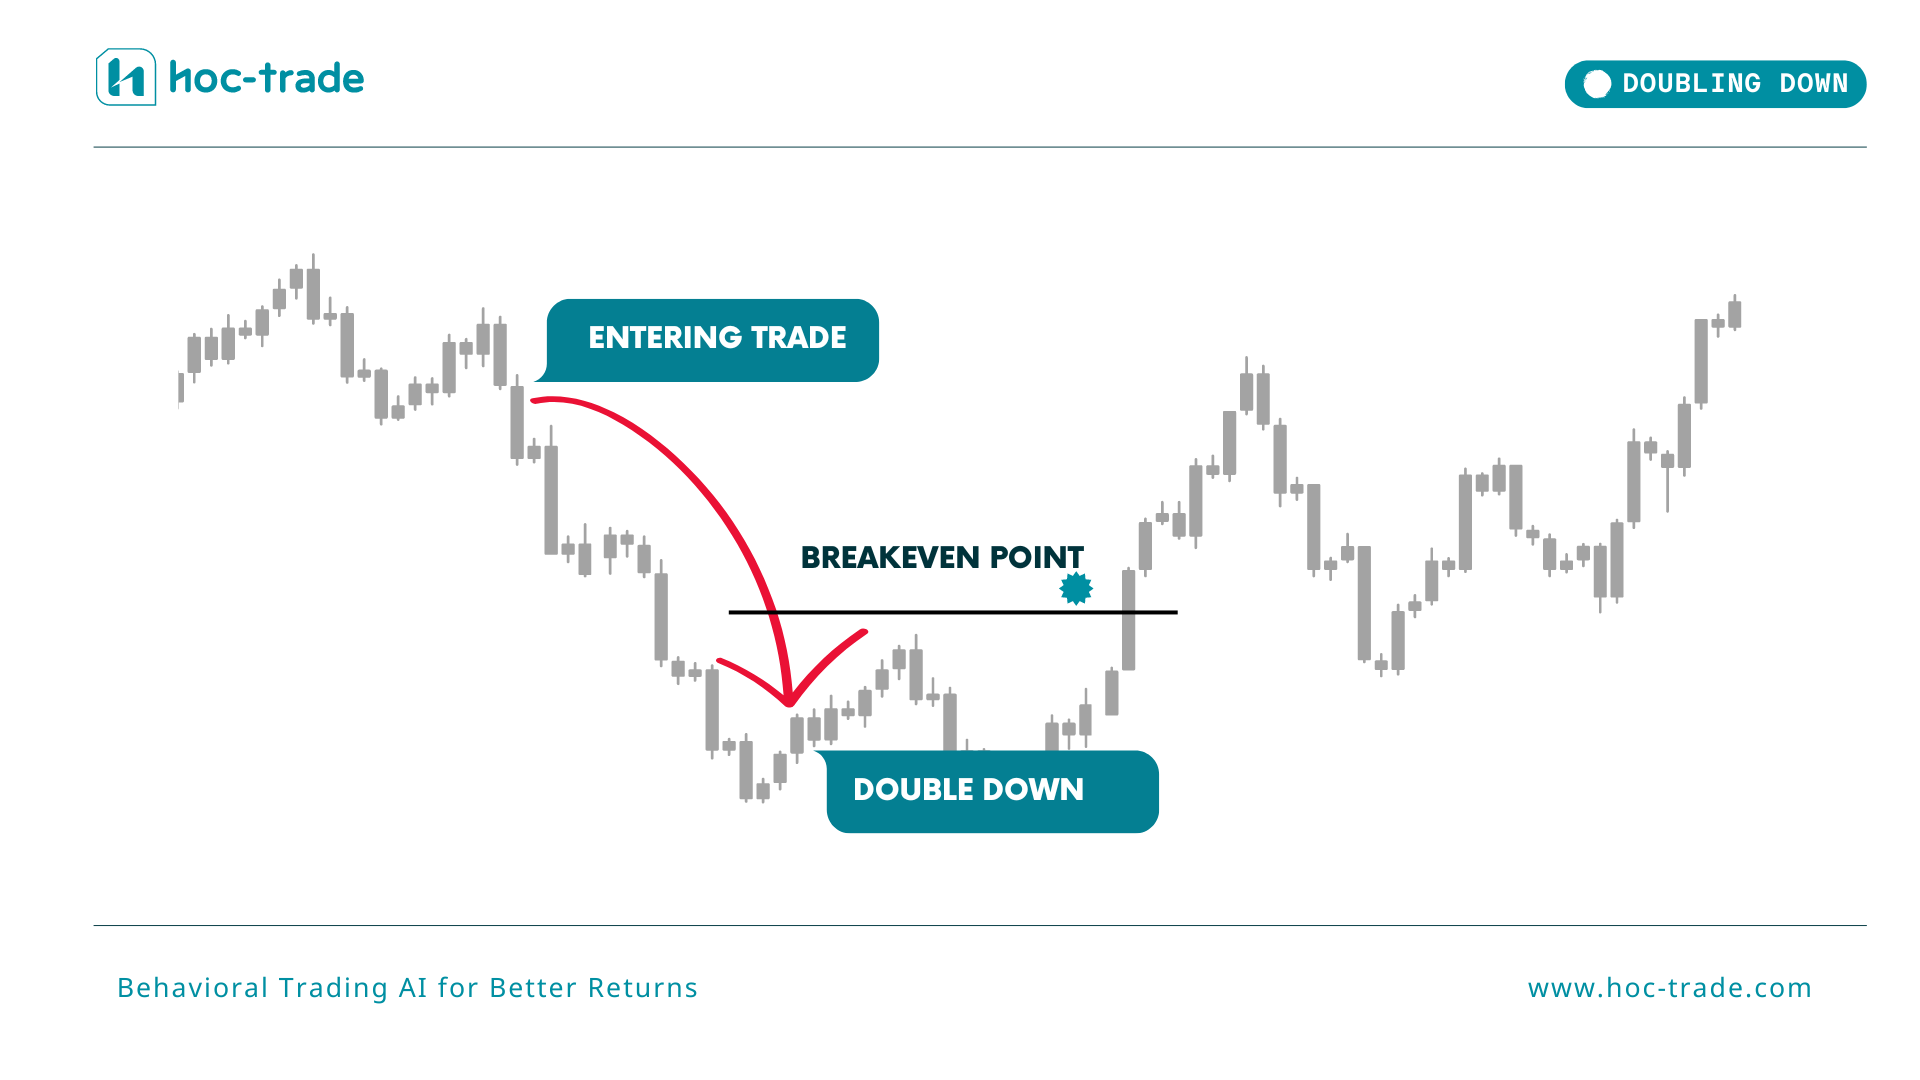 hoc-trade
DOUBLING DOWN
ENTERING TRADE
BREAKEVEN POINT
DOUBLE DOWN
Behavioral Trading AI for Better Returns
www.hoc-trade.com